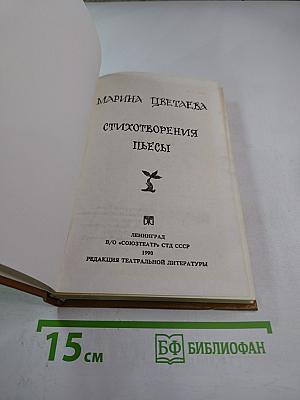 МАРИНА ЦВЕТАЕВА
СТИХОТВОРЕНИЯ
ПЬЕСЫ
ЛЕНИНГРАД
В/О «СОЮЗТЕАТР» СТД СССР
1990
РЕДАКЦИЯ ТЕАТРАЛЬНОЙ ЛИТЕРАТУРЫ
15 см
БФ БИБЛИОФАН